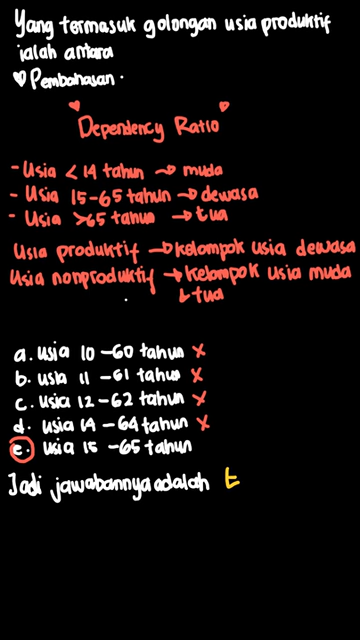 Yang termasuk golongan usia produktif
ialah antara
Pembahasan.
Dependency Ratio
- Usia < 14 tahun → muda
- Usia 15-65 tahun → dewasa
- Usia >65 tahun → tua
Usia produktif → kelompok usia dewasa
Usia nonproduktif → kelompok usia muda
↳ tua
a. usia 10 - 60 tahun x
b. usia 11 - 61 tahun x
c. usia 12 - 62 tahun x
d. usia 14 - 64 tahun x
e. usia 15 - 65 tahun
Jadi jawabannya adalah E